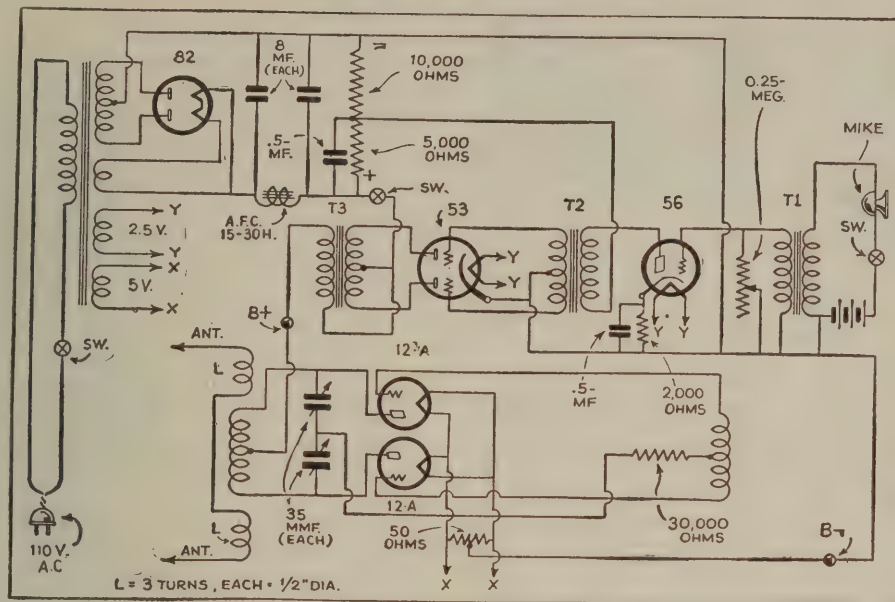 82
8
MF.
(EACH)
10,000
OHMS
.5-
MF.
5,000
OHMS
+
A.F.C.
15-30H.
T3
SW.
53
T2
56
0.25-
MEG.
T1
MIKE
SW.
Y
2.5 V.
Y
X
5 V.
X
Y
Y
Y
Y
B+
SW.
ANT.
L
12-A
.5-
MF
2,000
OHMS
12-A
35
MMF.
(EACH)
50
OHMS
30,000
OHMS
B-
110 V.
A.C
L
ANT.
X
X
L = 3 TURNS, EACH = 1/2" DIA.